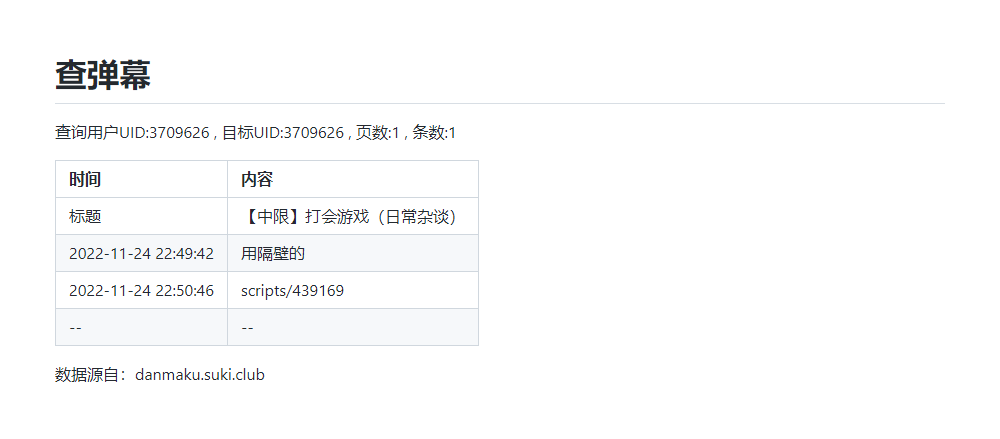 查弹幕
查询用户UID:3709626 , 目标UID:3709626 , 页数:1 , 条数:1
时间 内容
标题 【中限】打会游戏（日常杂谈）
2022-11-24 22:49:42 用隔壁的
2022-11-24 22:50:46 scripts/439169
-- --
数据源自：danmaku.suki.club